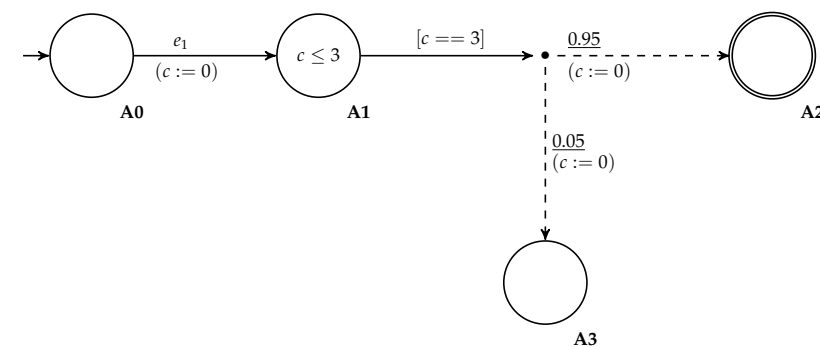 e₁
(c := 0)
c ≤ 3
[c == 3]
0.95
(c := 0)
A0
A1
A2
0.05
(c := 0)
A3